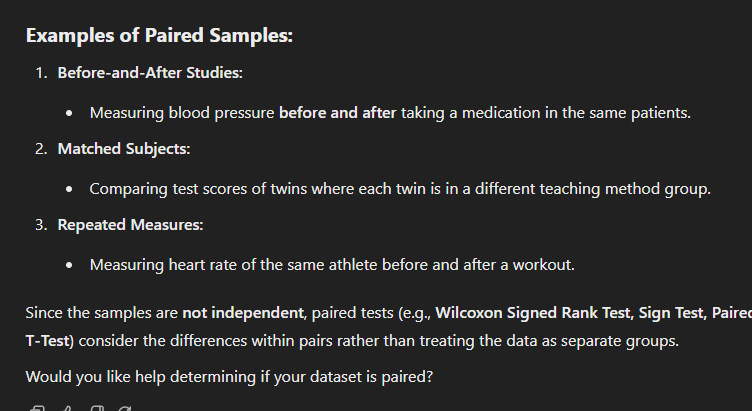 Examples of Paired Samples:
1. Before-and-After Studies:
• Measuring blood pressure before and after taking a medication in the same patients.
2. Matched Subjects:
• Comparing test scores of twins where each twin is in a different teaching method group.
3. Repeated Measures:
• Measuring heart rate of the same athlete before and after a workout.
Since the samples are not independent, paired tests (e.g., Wilcoxon Signed Rank Test, Sign Test, Paired
T-Test) consider the differences within pairs rather than treating the data as separate groups.
Would you like help determining if your dataset is paired?